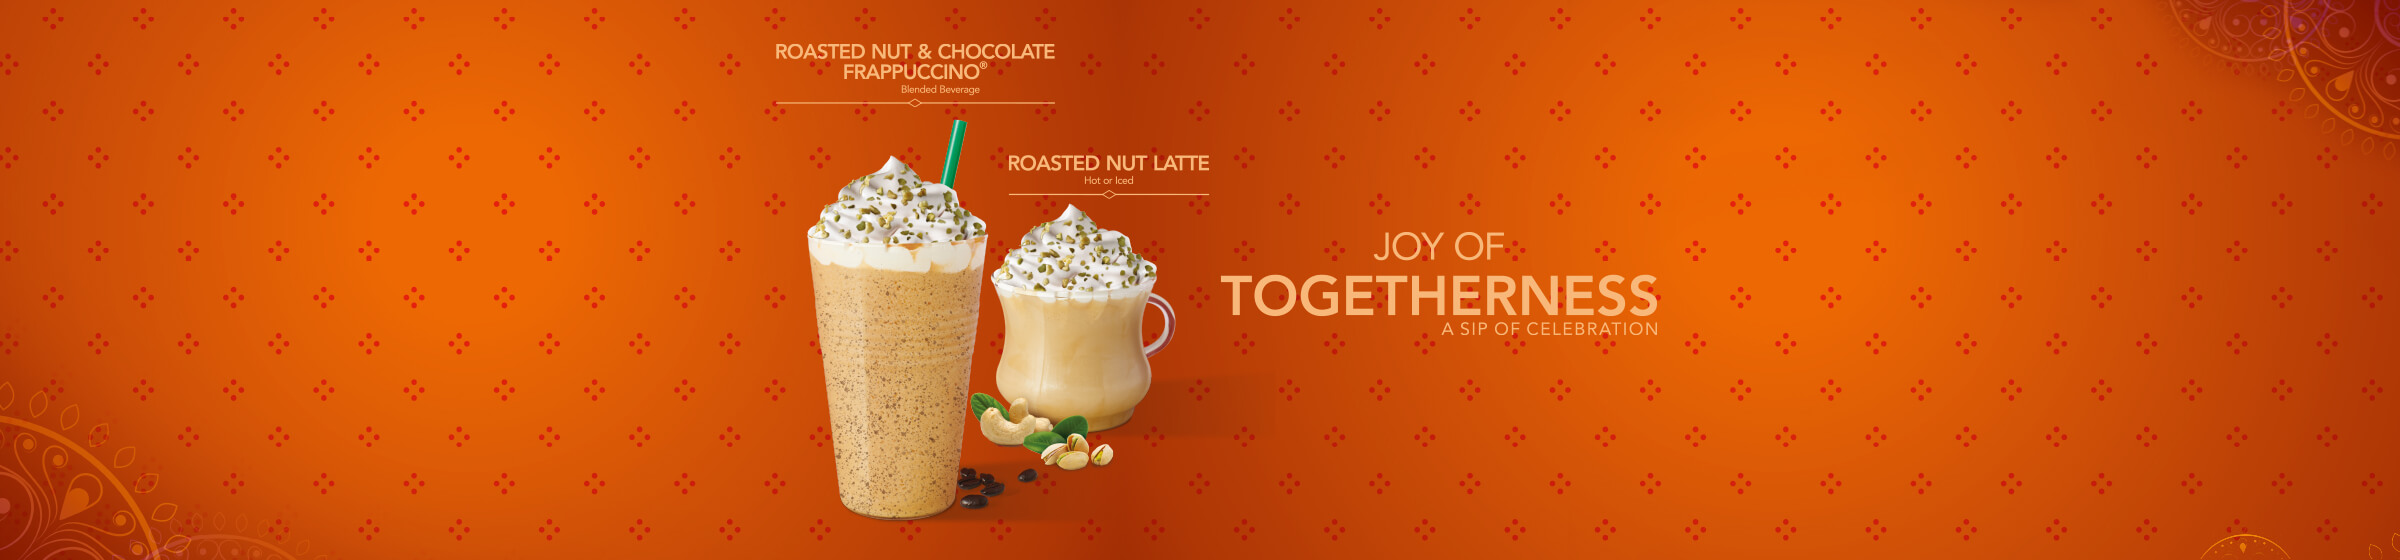 ROASTED NUT & CHOCOLATE
FRAPPUCCINO®
Blended Beverage
ROASTED NUT LATTE
Hot or Iced
JOY OF
TOGETHERNESS
A SIP OF CELEBRATION